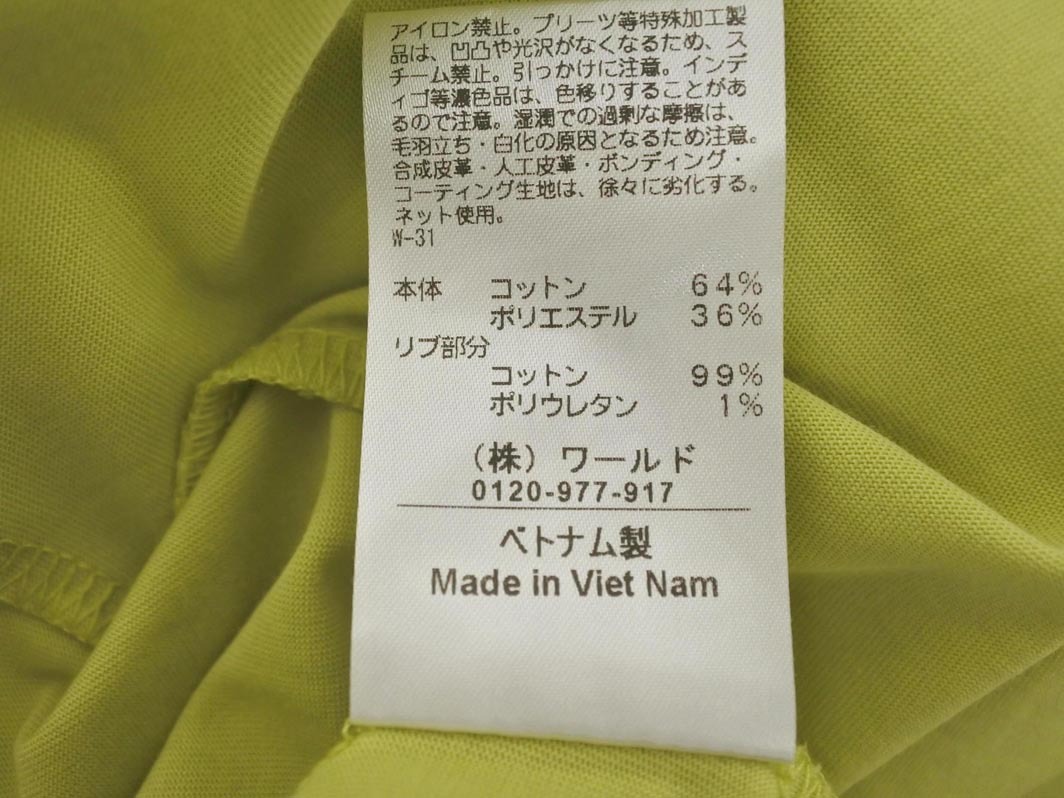 アイロン禁止。プリーツ等特殊加工製
品は、凹凸や光沢がなくなるため、ス
チーム禁止。引っかけに注意。インデ
ィゴ等濃色品は、色移りすることがあ
るので注意。湿潤での過剰な摩擦は、
毛羽立ち・白化の原因となるため注意。
合成皮革・人工皮革・ボンディング・
コーティング生地は、徐々に劣化する。
ネット使用。
W-31
本体 コットン 64%
ポリエステル 36%
リブ部分
コットン 99%
ポリウレタン 1%
(株)ワールド
0120-977-917
ベトナム製
Made in Viet Nam